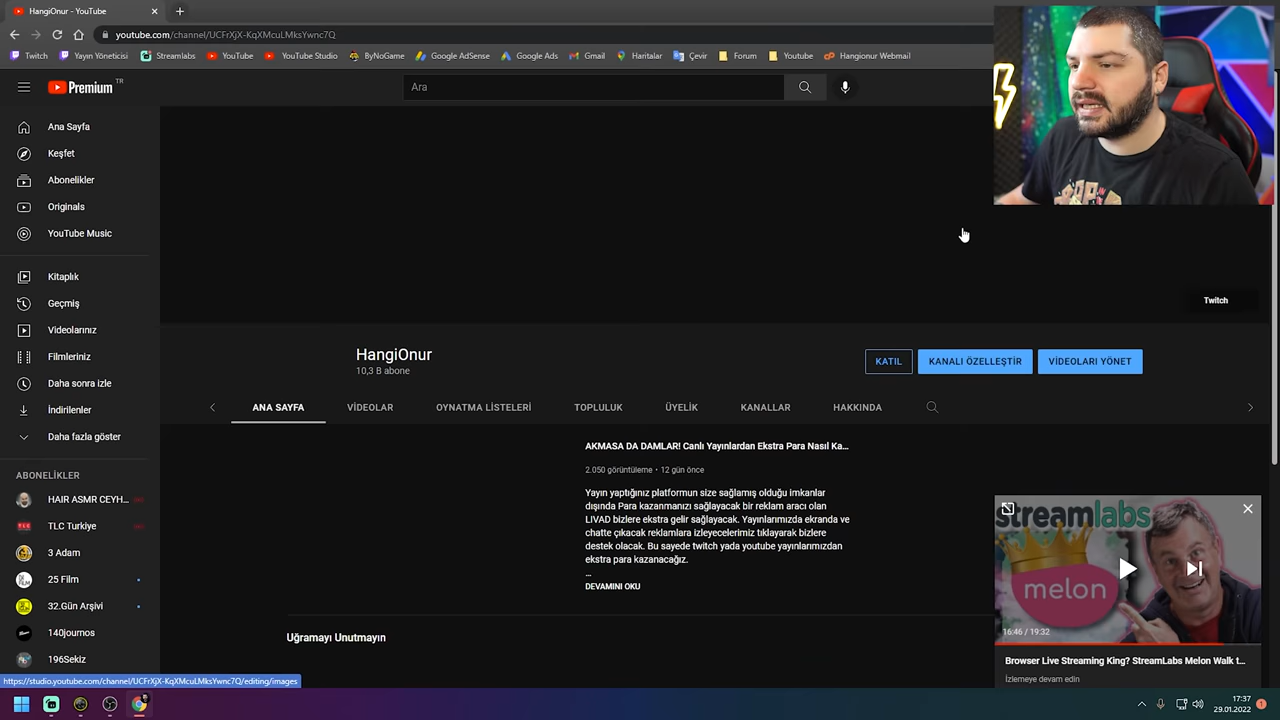 HangiOnur - YouTube
youtube.com/channel/UCFrXjX-KqXMcuLMksYwnc7Q
Twitch
Yayın Yöneticisi
Streamlabs
YouTube
YouTube Studio
ByNoGame
Google AdSense
Google Ads
Gmail
Haritalar
Çevir
Forum
Youtube
Hangionur Webmail
Premium TR
Ara
Ana Sayfa
Keşfet
Abonelikler
Originals
YouTube Music
Kitaplık
Geçmiş
Videolarınız
Filmleriniz
Daha sonra izle
İndirilenler
Daha fazla göster
ABONELİKLER
HAIR ASMR CEYH...
TLC Turkiye
3 Adam
25 Film
32.Gün Arşivi
140journos
196Sekiz
Twitch
HangiOnur
10,3 B abone
KATIL
KANALI ÖZELLEŞTİR
VİDEOLARI YÖNET
ANA SAYFA
VİDEOLAR
OYNATMA LİSTELERİ
TOPLULUK
ÜYELİK
KANALLAR
HAKKINDA
AKMASA DA DAMLAR! Canlı Yayınlardan Ekstra Para Nasıl Ka...
2.050 görüntüleme • 12 gün önce
Yayın yaptığınız platformun size sağlamış olduğu imkanlar
dışında Para kazanmanızı sağlayacak bir reklam aracı olan
LIVAD bizlere ekstra gelir sağlayacak. Yayınlarımızda ekranda ve
chatte çıkacak reklamlara izleyecelerimiz tıklayarak bizlere
destek olacak. Bu sayede twitch yada youtube yayınlarımızdan
ekstra para kazanacağız.
...
DEVAMINI OKU
Uğramayı Unutmayın
streamlabs
melon
16:46 / 19:32
Browser Live Streaming King? StreamLabs Melon Walk t...
İzlemeye devam edin
https://studio.youtube.com/channel/UCFrXjX-KqXMcuLMksYwnc7Q/editing/images
17:37
29.01.2022
1